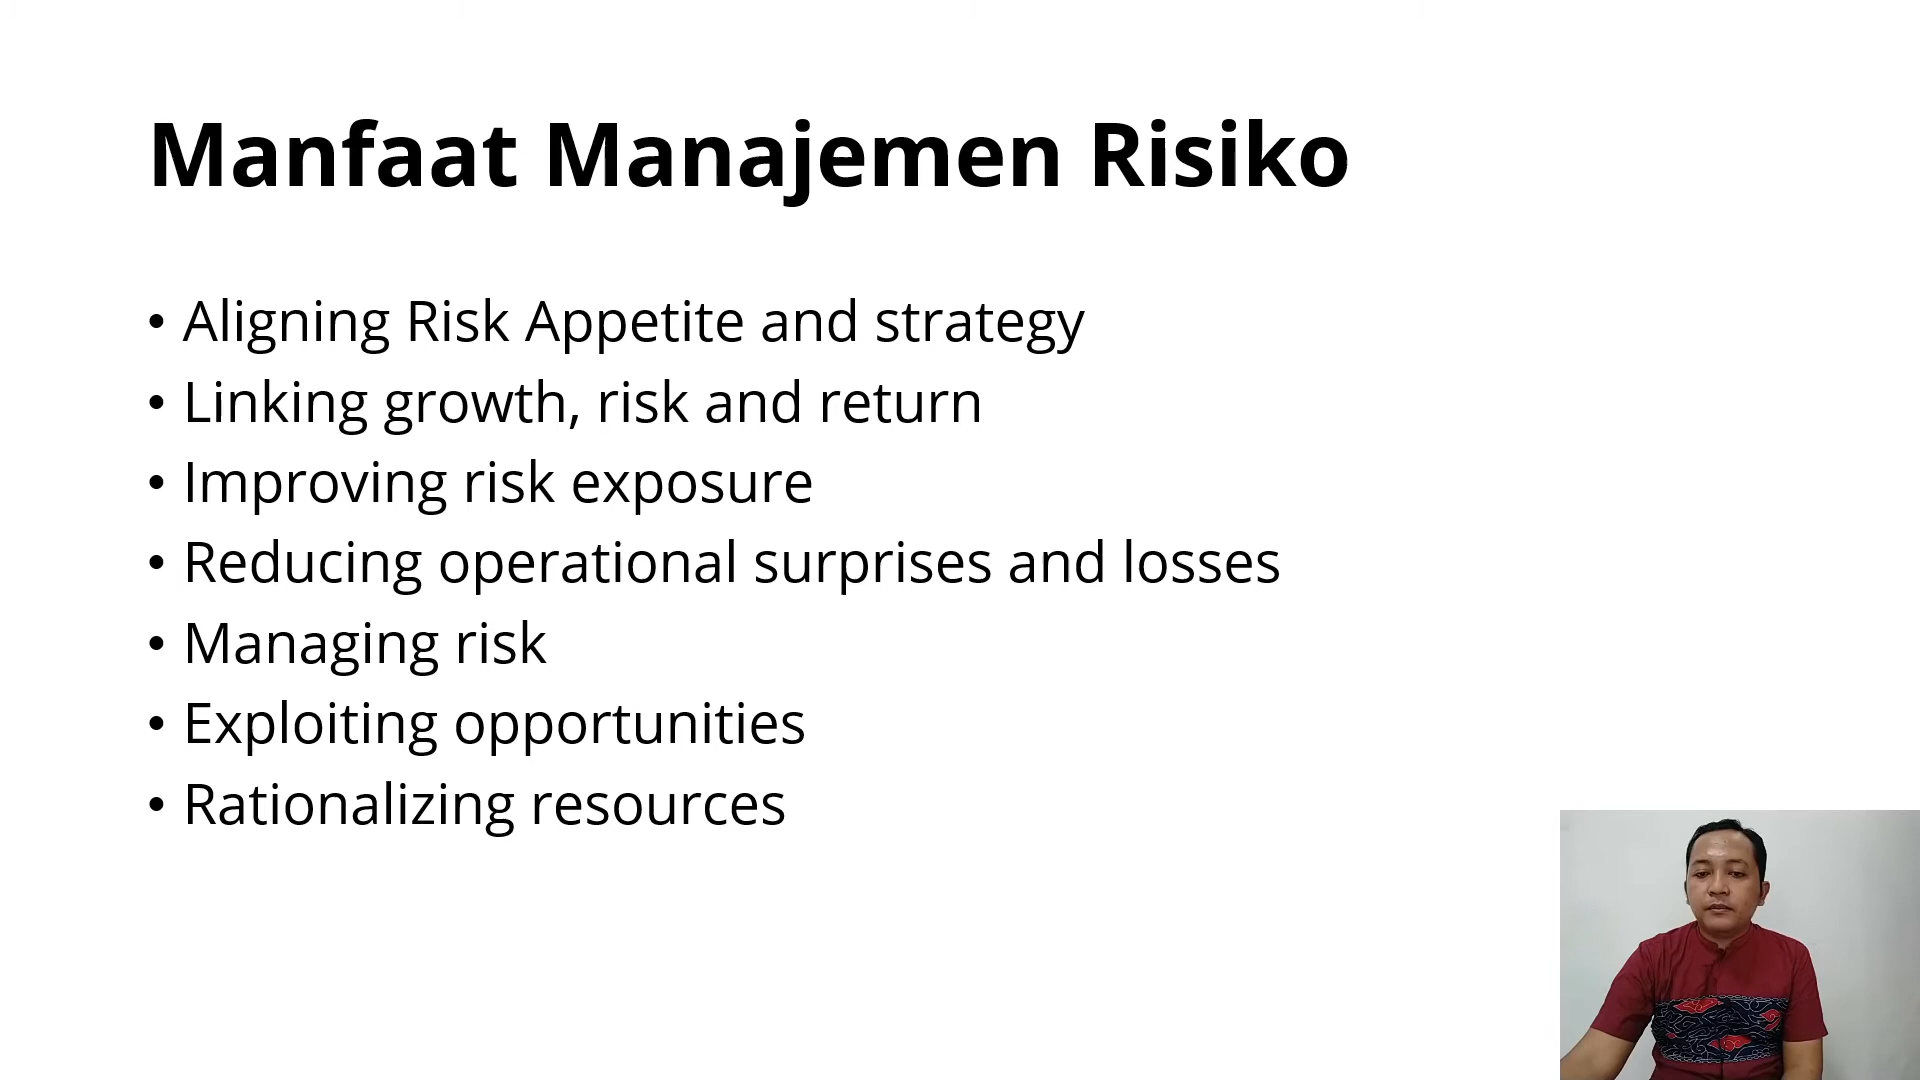 Manfaat Manajemen Risiko
• Aligning Risk Appetite and strategy
• Linking growth, risk and return
• Improving risk exposure
• Reducing operational surprises and losses
• Managing risk
• Exploiting opportunities
• Rationalizing resources